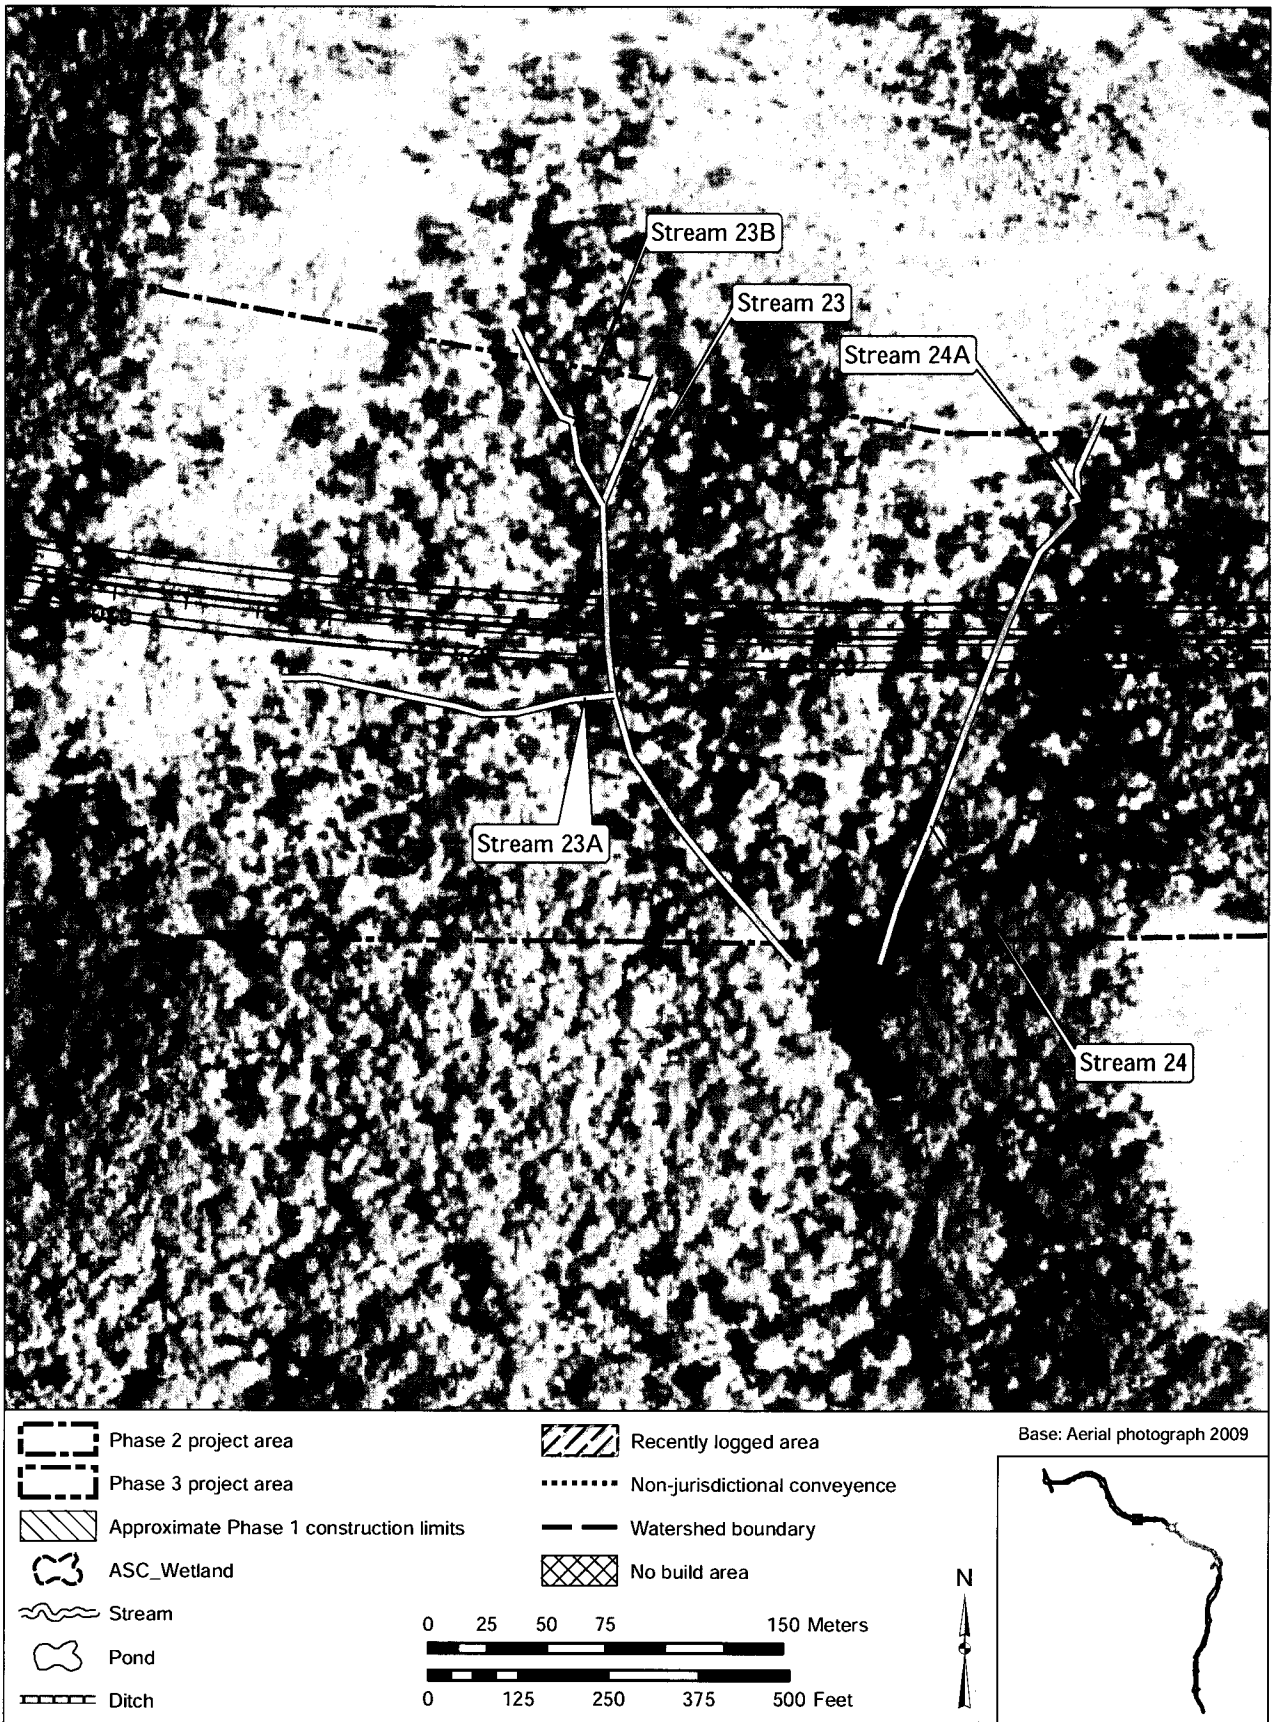 Stream 23B
Stream 23
Stream 24A
Stream 23A
Stream 24
Phase 2 project area
Phase 3 project area
Approximate Phase 1 construction limits
ASC_Wetland
Stream
Pond
Ditch
Recently logged area
Non-jurisdictional conveyence
Watershed boundary
No build area
0 25 50 75 150 Meters
0 125 250 375 500 Feet
N
Base: Aerial photograph 2009